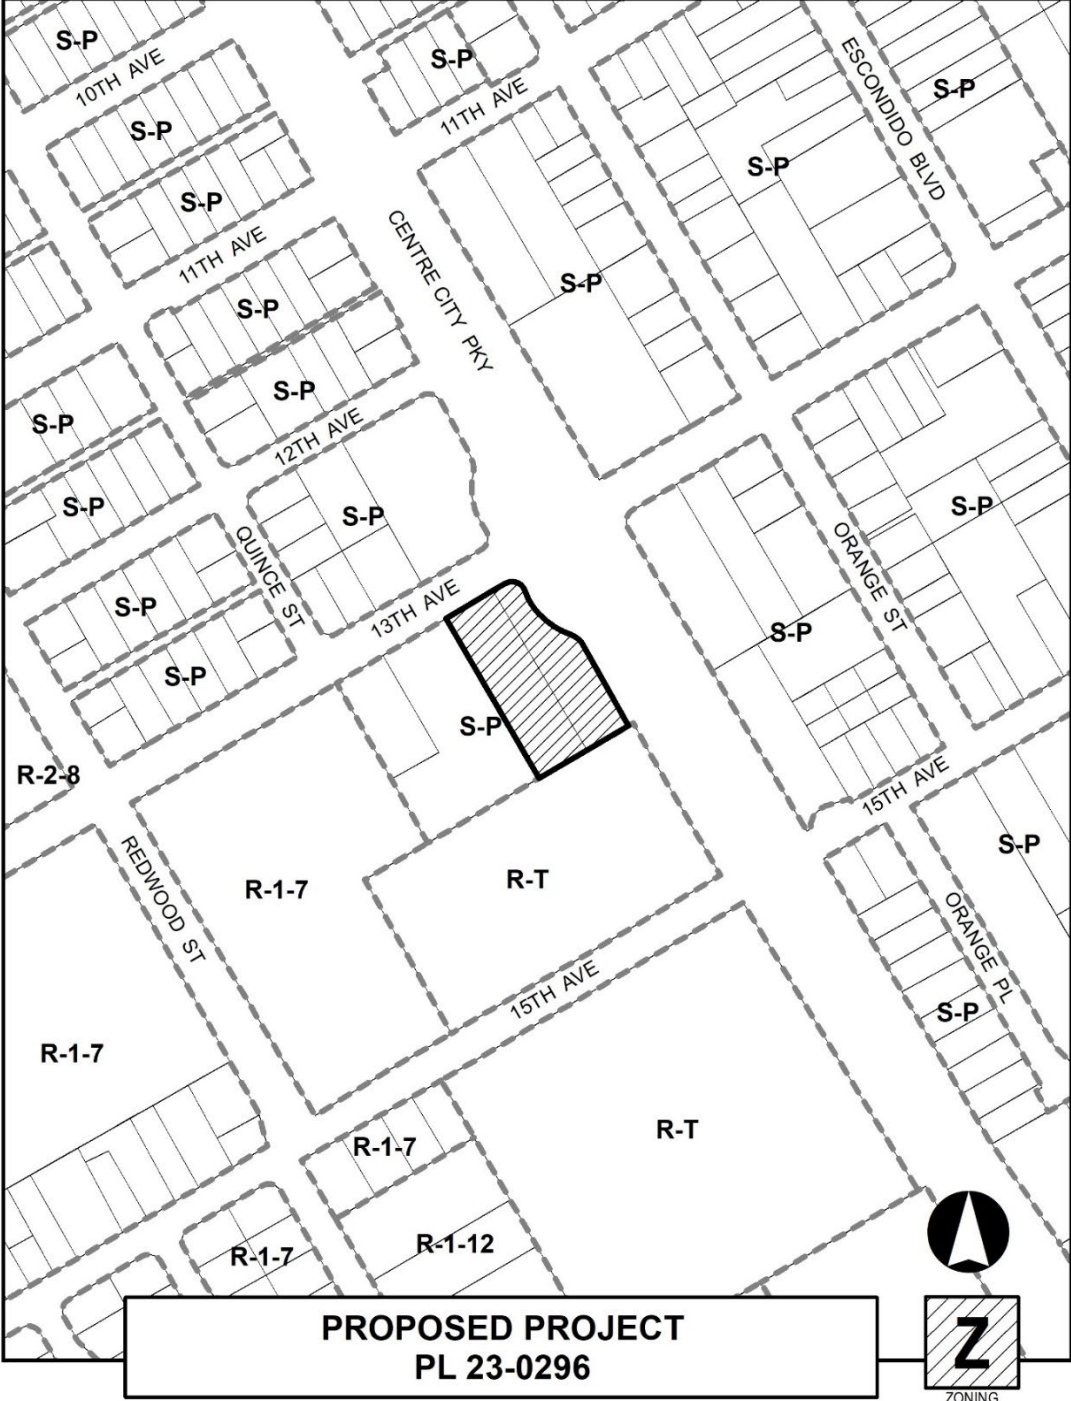 S-P
S-P
10TH AVE
S-P
ESCONDIDO BLVD
11TH AVE
S-P
S-P
S-P
11TH AVE
CENTRE CITY PKY
S-P
S-P
S-P
S-P
12TH AVE
S-P
S-P
S-P
S-P
QUINCE ST
ORANGE ST
S-P
13TH AVE
S-P
S-P
S-P
R-2-8
15TH AVE
S-P
REDWOOD ST
R-1-7
R-T
ORANGE PL
15TH AVE
S-P
R-1-7
R-T
R-1-7
R-1-12
R-1-7
PROPOSED PROJECT
PL 23-0296
Z
ZONING